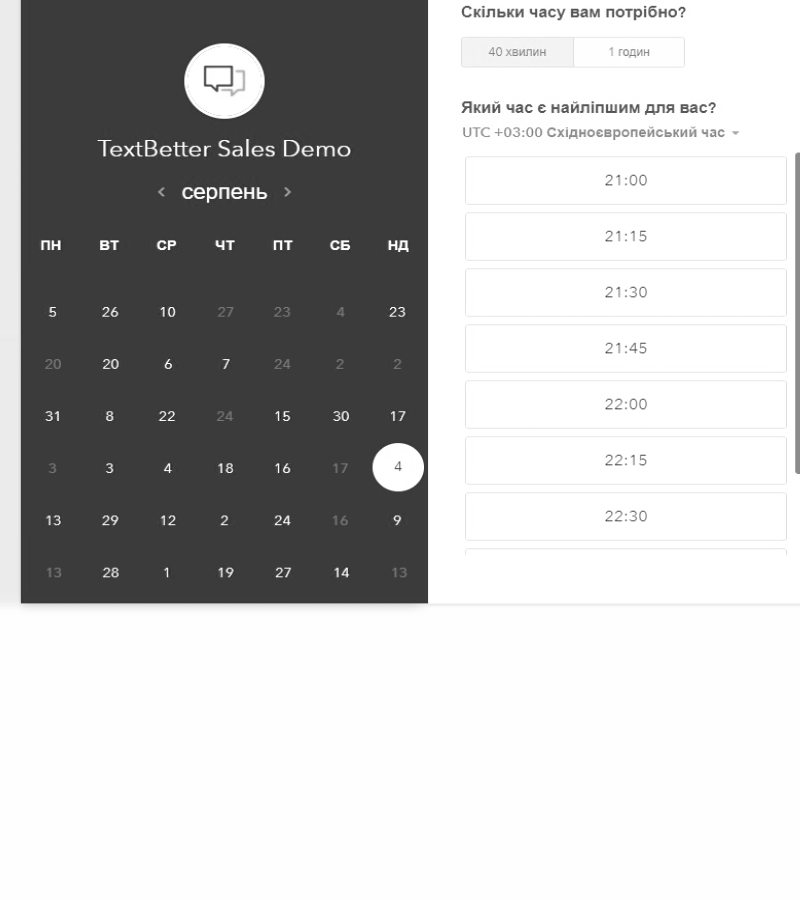 TextBetter Sales Demo
серпень
ПН ВТ СР ЧТ ПТ СБ НД
5 26 10 27 23 4 23
20 20 6 7 24 2 2
31 8 22 24 15 30 17
3 3 4 18 16 17 4
13 29 12 2 24 16 9
13 28 1 19 27 14 13
Скільки часу вам потрібно?
40 хвилин 1 годин
Який час є найліпшим для вас?
UTC +03:00 Східноєвропейський час
21:00
21:15
21:30
21:45
22:00
22:15
22:30